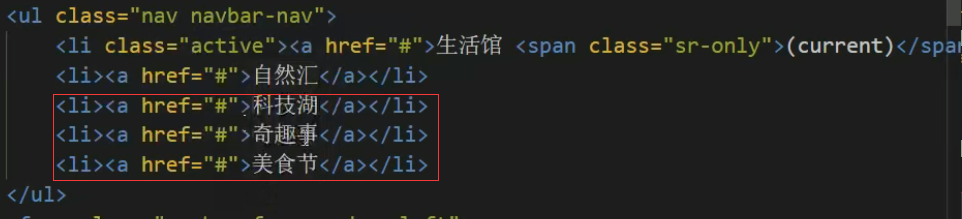 <ul class="nav navbar-nav">
<li class="active"><a href="#">生活馆 <span class="sr-only">(current)</spa
<li><a href="#">自然汇</a></li>
<li><a href="#">科技湖</a></li>
<li><a href="#">奇趣事</a></li>
<li><a href="#">美食节</a></li>
</ul>